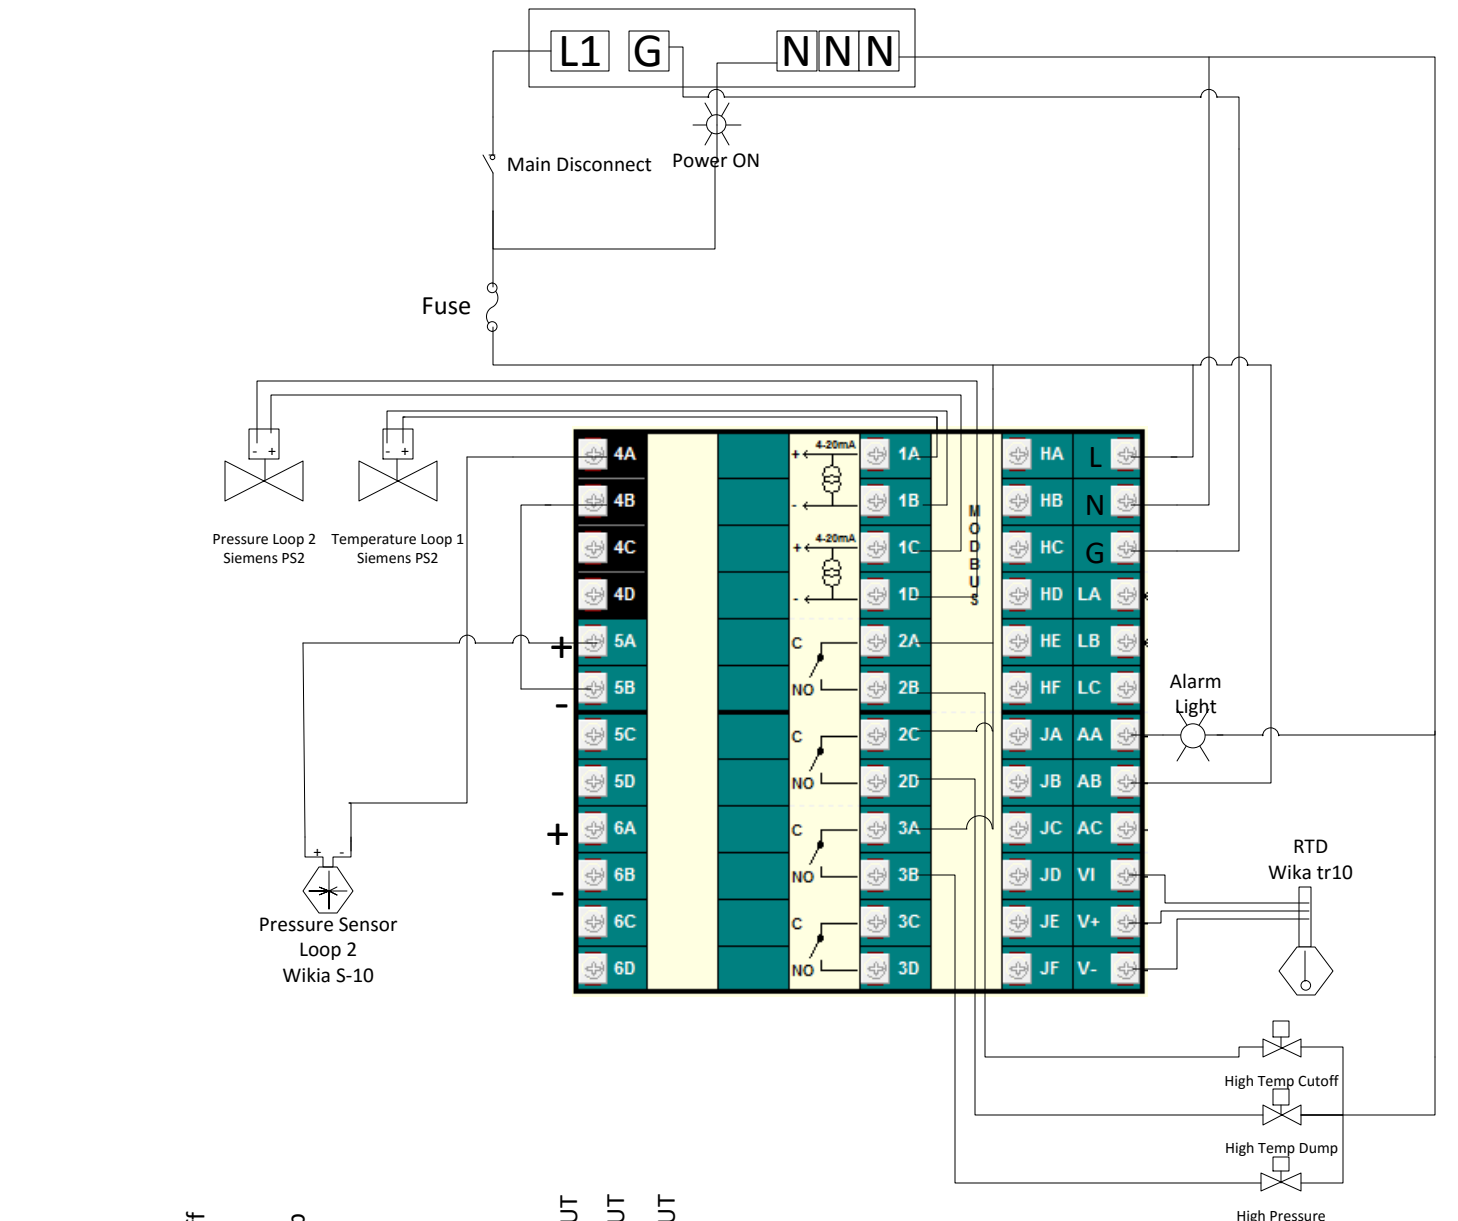 L1 G N N N
Main Disconnect
Power ON
Fuse
- + - +
Pressure Loop 2
Siemens PS2
Temperature Loop 1
Siemens PS2
4A + 4-20mA 1A HA L
4B - 1B HB N
4C + 4-20mA 1C HC G
4D - 1D HD LA
MODBUS
+ 5A C 2A HE LB
- 5B NO 2B HF LC
5C C 2C JA AA
5D NO 2D JB AB
+ 6A C 3A JC AC
- 6B NO 3B JD VI
6C C 3C JE V+
6D NO 3D JF V-
Alarm
Light
RTD
Wika tr10
+ -
Pressure Sensor
Loop 2
Wikia S-10
High Temp Cutoff
High Temp Dump
High Pressure
UT
UT
UT